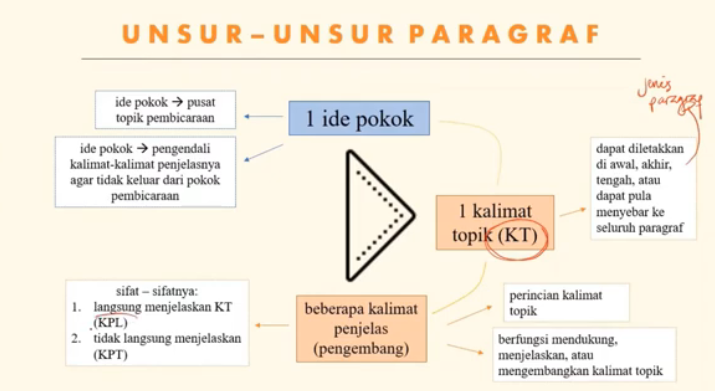 UNSUR-UNSUR PARAGRAF
jenis
paragraf
ide pokok → pusat
topik pembicaraan
1 ide pokok
ide pokok → pengendali
kalimat-kalimat penjelasnya
agar tidak keluar dari pokok
pembicaraan
dapat diletakkan
di awal, akhir,
tengah, atau
dapat pula
menyebar ke
seluruh paragraf
1 kalimat
topik (KT)
sifat – sifatnya:
1. langsung menjelaskan KT
(KPL)
2. tidak langsung menjelaskan
(KPT)
beberapa kalimat
penjelas
(pengembang)
perincian kalimat
topik
berfungsi mendukung,
menjelaskan, atau
mengembangkan kalimat topik